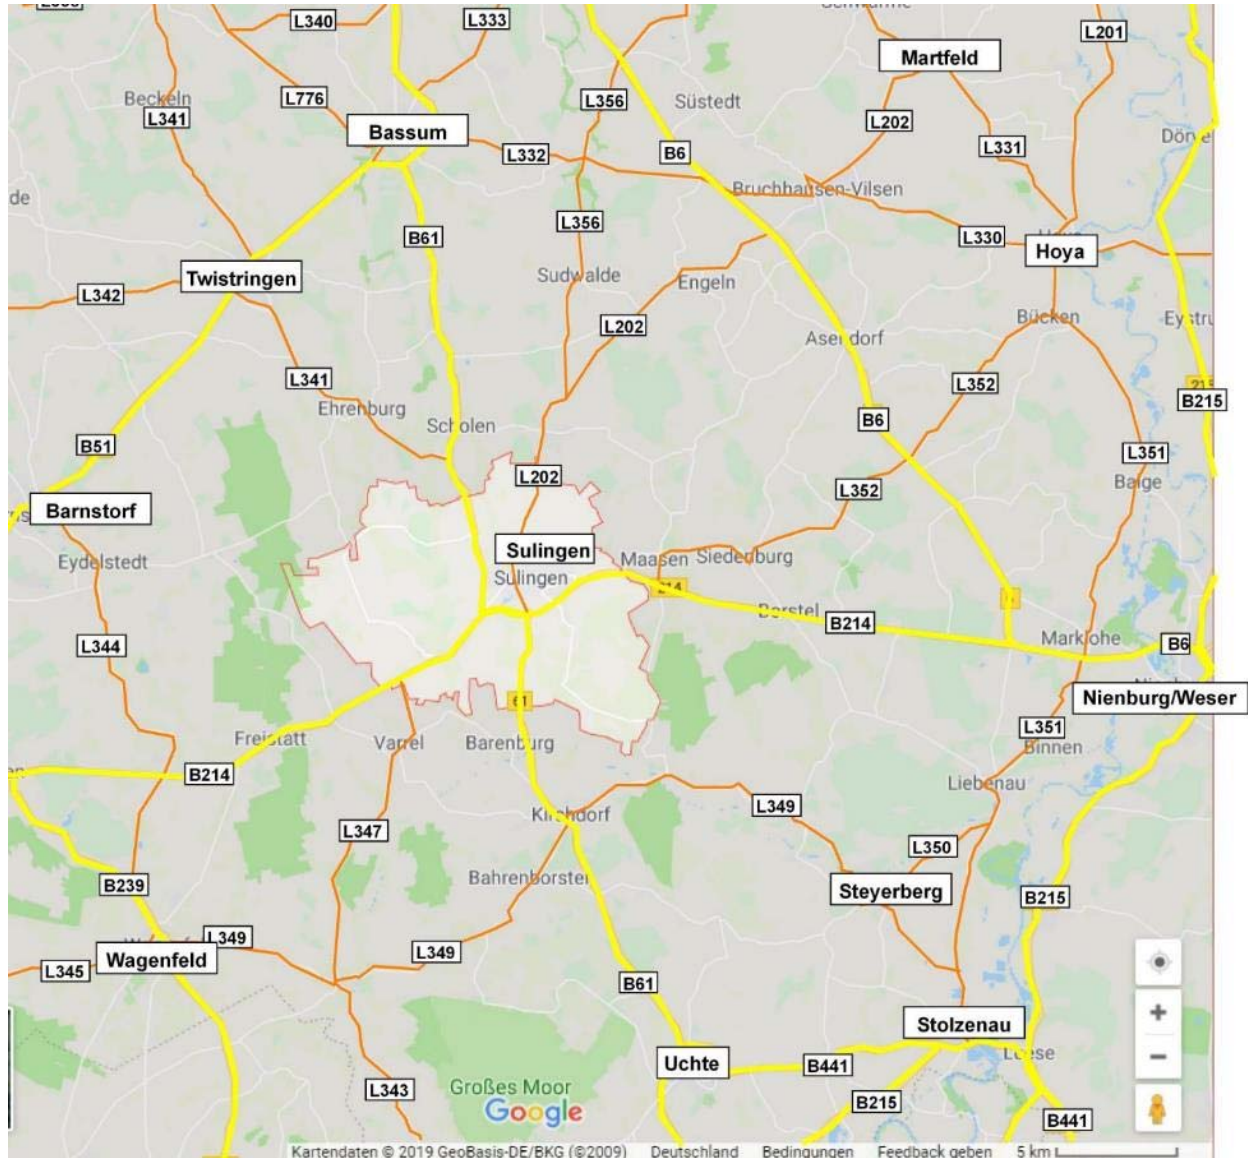 L340
L333
L201
Martfeld
L776
Beckeln
L341
L356
Süstedt
L202
Bassum
L332
B6
L331
Bruchhausen-Vilsen
de
B61
L356
L330
Hoya
Twistringen
Sudwalde
Engeln
L342
L202
Bücken
Asendorf
L341
Ehrenburg
L352
B215
Scholen
B6
B51
L351
L202
L352
Balge
Barnstorf
Sulingen
Eydelstedt
Maasen
Siedenburg
Sulingen
214
Borstel
B214
L344
Marklohe
B6
Nienburg/Weser
61
Freistatt
Varrel
Barenburg
L351
Binnen
B214
Liebenau
Kirchdorf
L349
L347
L350
Bahrenborstel
B239
Steyerberg
B215
L349
L349
Wagenfeld
L345
B61
Stolzenau
Leese
Uchte
B441
L343
Großes Moor
Google
B215
B441
Kartendaten © 2019 GeoBasis-DE/BKG (©2009) Deutschland Bedingungen Feedback geben 5 km